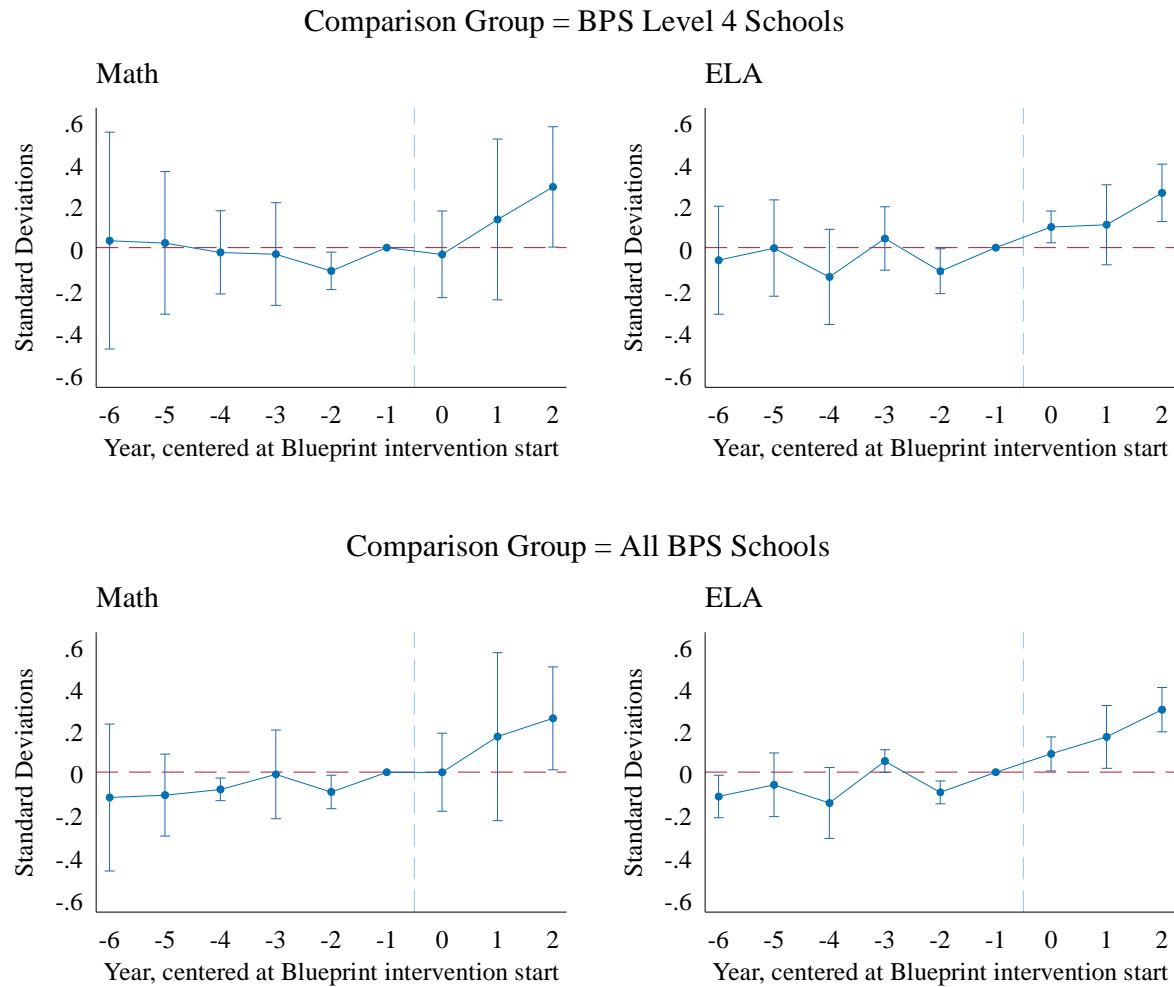 Comparison Group = BPS Level 4 Schools
Math
Standard Deviations
.6
.4
.2
0
-.2
-.4
-.6
-6 -5 -4 -3 -2 -1 0 1 2
Year, centered at Blueprint intervention start
ELA
Standard Deviations
.6
.4
.2
0
-.2
-.4
-.6
-6 -5 -4 -3 -2 -1 0 1 2
Year, centered at Blueprint intervention start
Comparison Group = All BPS Schools
Math
Standard Deviations
.6
.4
.2
0
-.2
-.4
-.6
-6 -5 -4 -3 -2 -1 0 1 2
Year, centered at Blueprint intervention start
ELA
Standard Deviations
.6
.4
.2
0
-.2
-.4
-.6
-6 -5 -4 -3 -2 -1 0 1 2
Year, centered at Blueprint intervention start